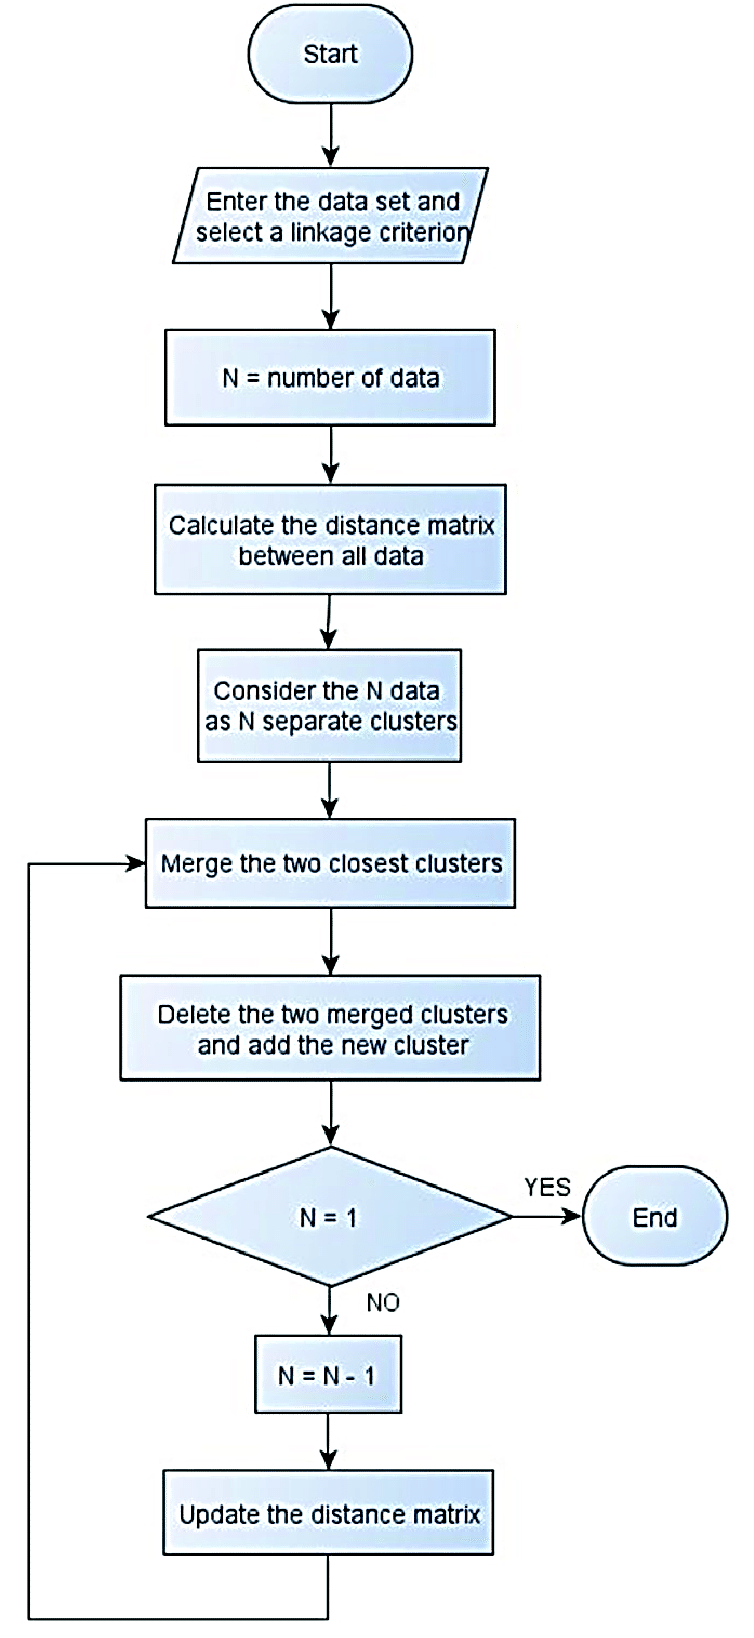 Start
Enter the data set and
select a linkage criterion
N = number of data
Calculate the distance matrix
between all data
Consider the N data
as N separate clusters
Merge the two closest clusters
Delete the two merged clusters
and add the new cluster
N = 1
YES
End
NO
N = N - 1
Update the distance matrix